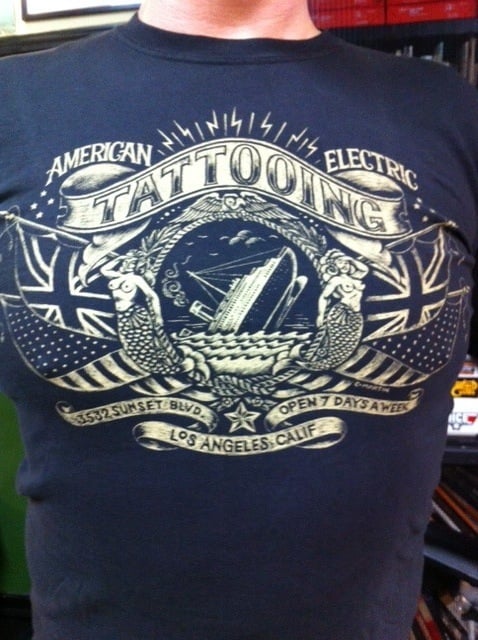 AMERICAN ELECTRIC
TATTOOING
3532 SUNSET BLVD. OPEN 7 DAYS A WEEK
LOS ANGELES, CALIF